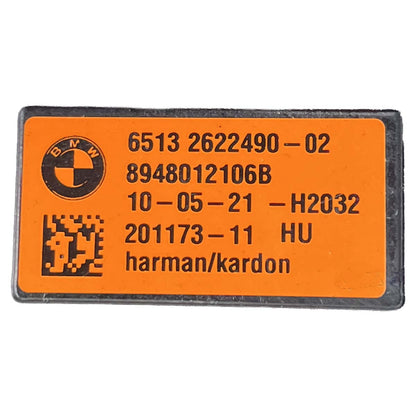 BMW
6513 2622490-02
8948012106B
10-05-21 -H2032
201173-11 HU
harman/kardon